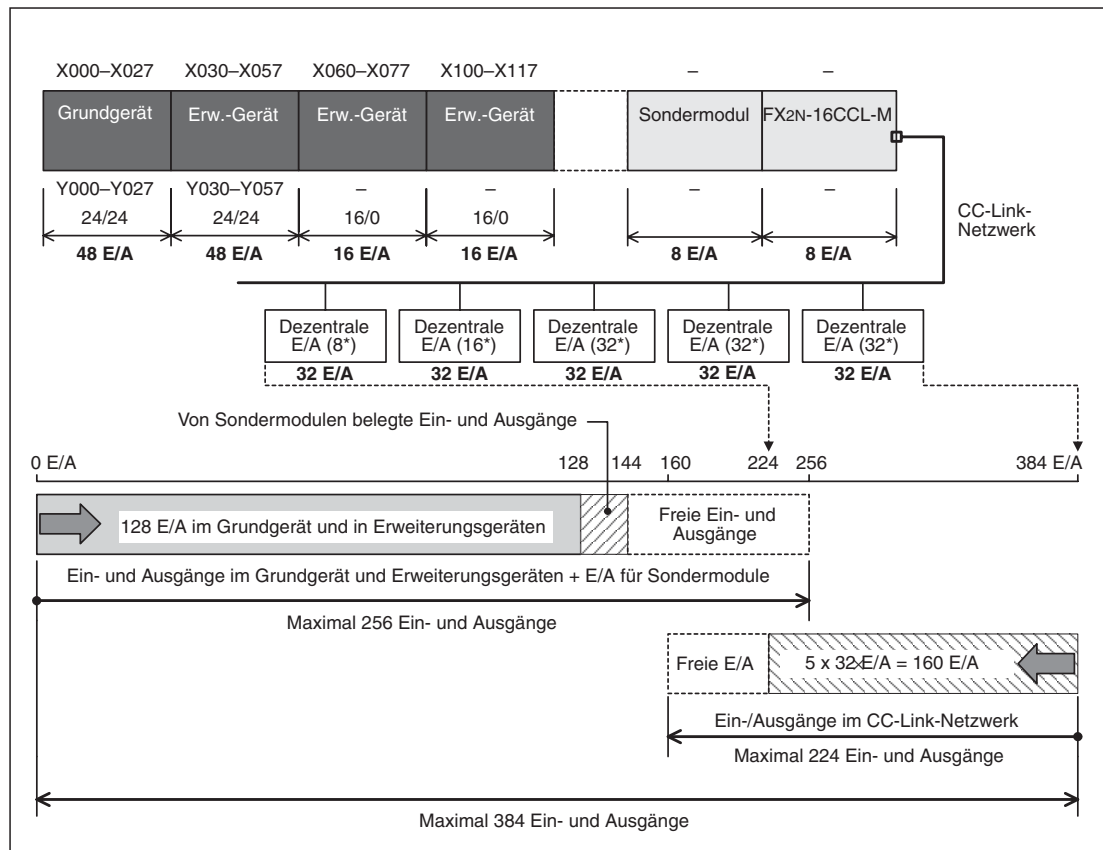 X000–X027 X030–X057 X060–X077 X100–X117 – –
Grundgerät Erw.-Gerät Erw.-Gerät Erw.-Gerät Sondermodul FX2N-16CCL-M
Y000–Y027 Y030–Y057 – – – –
24/24 24/24 16/0 16/0
48 E/A 48 E/A 16 E/A 16 E/A 8 E/A 8 E/A
CC-Link-
Netzwerk
Dezentrale Dezentrale Dezentrale Dezentrale Dezentrale
E/A (8*) E/A (16*) E/A (32*) E/A (32*) E/A (32*)
32 E/A 32 E/A 32 E/A 32 E/A 32 E/A
Von Sondermodulen belegte Ein- und Ausgänge
0 E/A 128 144 160 224 256 384 E/A
128 E/A im Grundgerät und in Erweiterungsgeräten
Freie Ein- und
Ausgänge
Ein- und Ausgänge im Grundgerät und Erweiterungsgeräten + E/A für Sondermodule
Maximal 256 Ein- und Ausgänge
Freie E/A 5 x 32 E/A = 160 E/A
Ein-/Ausgänge im CC-Link-Netzwerk
Maximal 224 Ein- und Ausgänge
Maximal 384 Ein- und Ausgänge